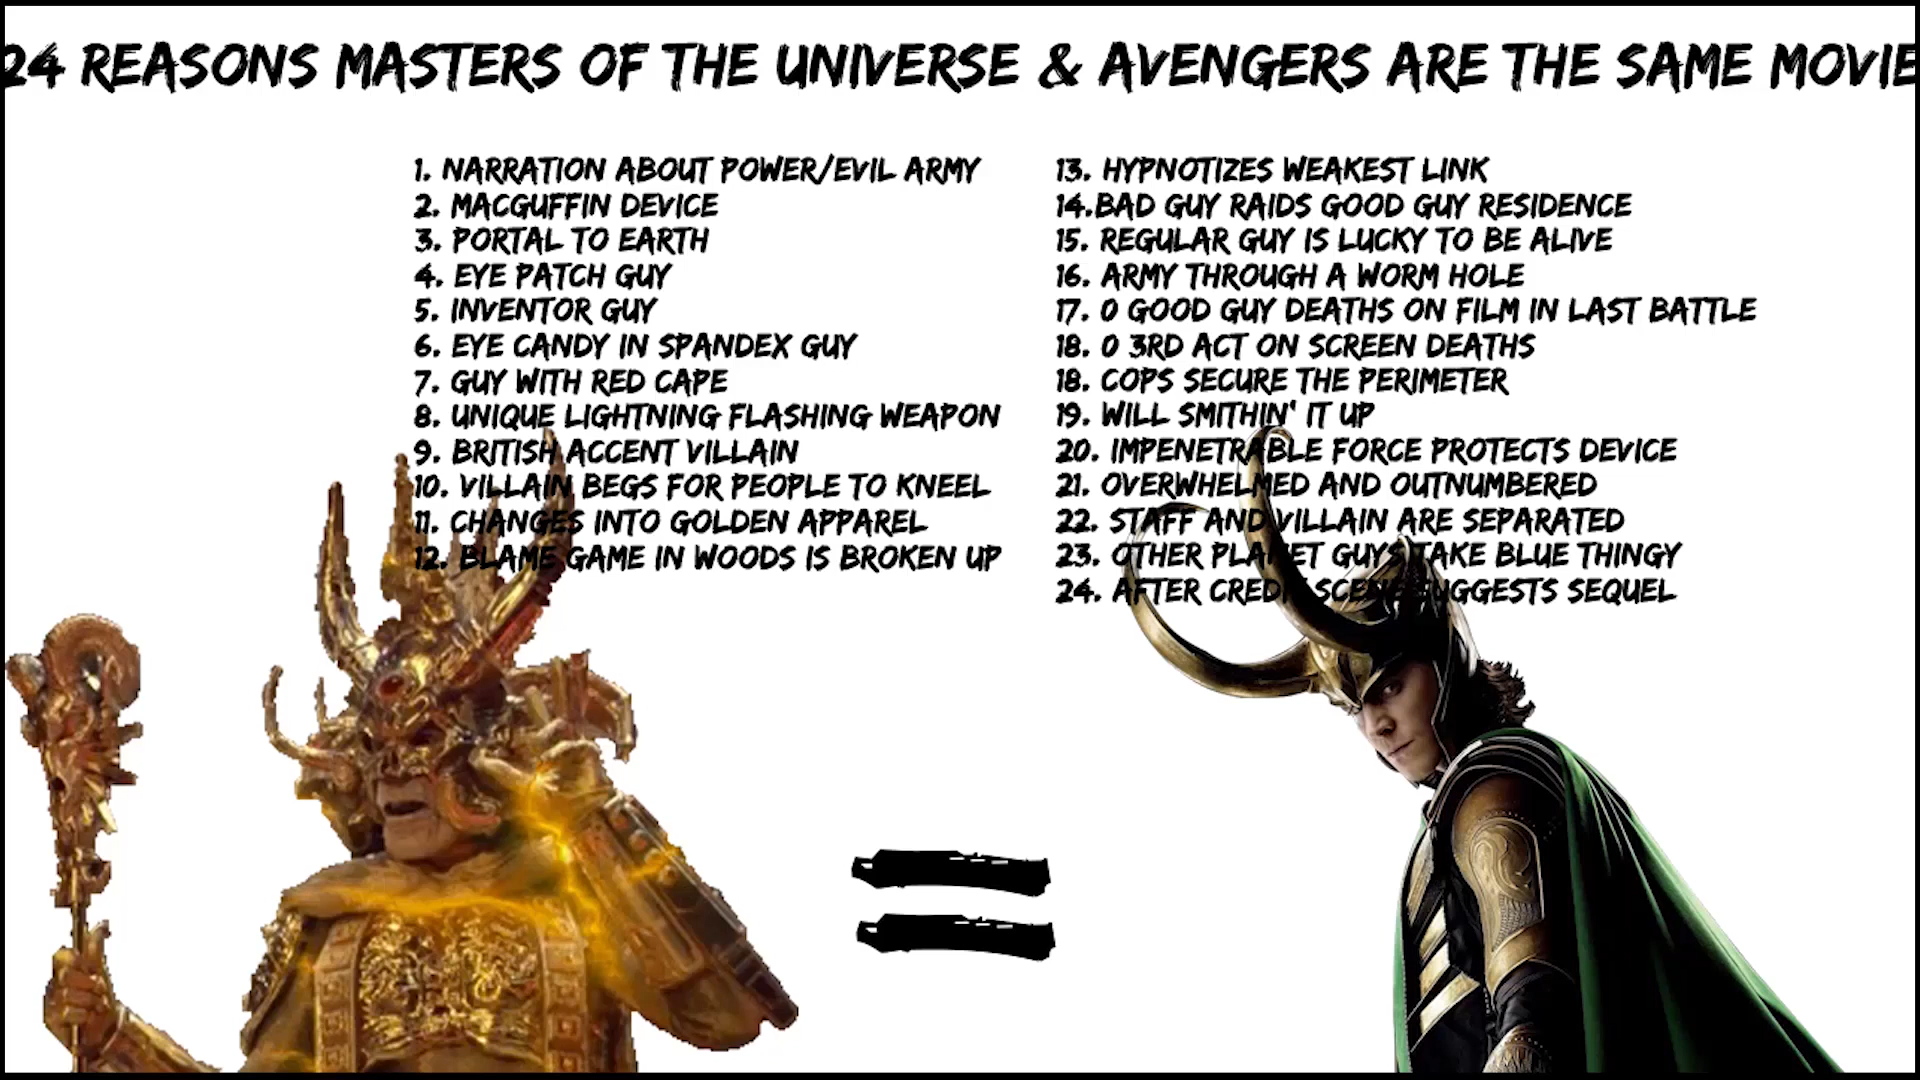 24 REASONS MASTERS OF THE UNIVERSE & AVENGERS ARE THE SAME MOVIE
1. NARRATION ABOUT POWER/EVIL ARMY
2. MACGUFFIN DEVICE
3. PORTAL TO EARTH
4. EYE PATCH GUY
5. INVENTOR GUY
6. EYE CANDY IN SPANDEX GUY
7. GUY WITH RED CAPE
8. UNIQUE LIGHTNING FLASHING WEAPON
9. BRITISH ACCENT VILLAIN
10. VILLAIN BEGS FOR PEOPLE TO KNEEL
11. CHANGES INTO GOLDEN APPAREL
12. BLAME GAME IN WOODS IS BROKEN UP
13. HYPNOTIZES WEAKEST LINK
14.BAD GUY RAIDS GOOD GUY RESIDENCE
15. REGULAR GUY IS LUCKY TO BE ALIVE
16. ARMY THROUGH A WORM HOLE
17. 0 GOOD GUY DEATHS ON FILM IN LAST BATTLE
18. 0 3RD ACT ON SCREEN DEATHS
18. COPS SECURE THE PERIMETER
19. WILL SMITHIN' IT UP
20. IMPENETRABLE FORCE PROTECTS DEVICE
21. OVERWHELMED AND OUTNUMBERED
22. STAFF AND VILLAIN ARE SEPARATED
23. OTHER PLANET GUYS TAKE BLUE THINGY
24. AFTER CREDIT SCENE SUGGESTS SEQUEL